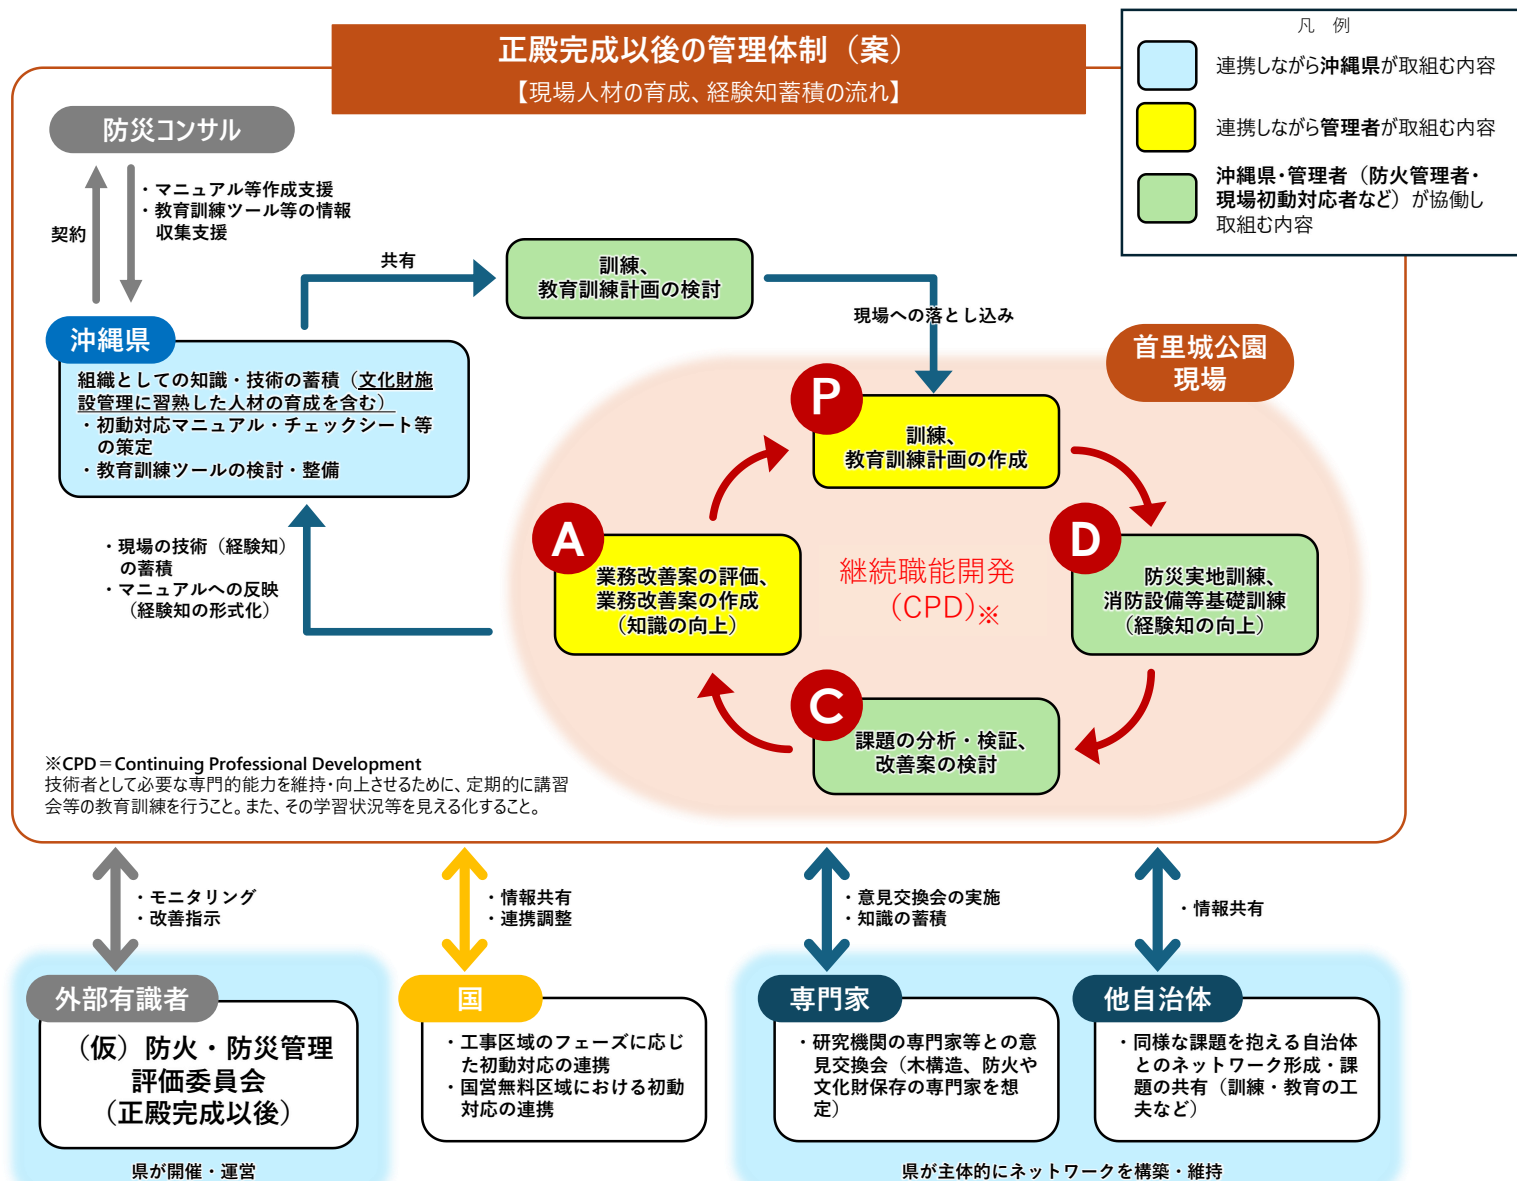 正殿完成以後の管理体制（案）
【現場人材の育成、経験知蓄積の流れ】
凡　例
連携しながら沖縄県が取組む内容
連携しながら管理者が取組む内容
沖縄県・管理者（防火管理者・
現場初動対応者など）が協働し
取組む内容
防災コンサル
契約
・マニュアル等作成支援
・教育訓練ツール等の情報
収集支援
共有
訓練、
教育訓練計画の検討
現場への落とし込み
沖縄県
組織としての知識・技術の蓄積（文化財施
設管理に習熟した人材の育成を含む）
・初動対応マニュアル・チェックシート等
の策定
・教育訓練ツールの検討・整備
首里城公園
現場
P
訓練、
教育訓練計画の作成
D
防災実地訓練、
消防設備等基礎訓練
（経験知の向上）
C
課題の分析・検証、
改善案の検討
A
業務改善案の評価、
業務改善案の作成
（知識の向上）
継続職能開発
（CPD）※
・現場の技術（経験知）
の蓄積
・マニュアルへの反映
（経験知の形式化）
※CPD＝Continuing Professional Development
技術者として必要な専門的能力を維持・向上させるために、定期的に講習
会等の教育訓練を行うこと。また、その学習状況等を見える化すること。
・モニタリング
・改善指示
・情報共有
・連携調整
・意見交換会の実施
・知識の蓄積
・情報共有
外部有識者
（仮）防火・防災管理
評価委員会
（正殿完成以後）
県が開催・運営
国
・工事区域のフェーズに応じ
た初動対応の連携
・国営無料区域における初動
対応の連携
専門家
・研究機関の専門家等との意
見交換会（木構造、防火や
文化財保存の専門家を想
定）
他自治体
・同様な課題を抱える自治体
とのネットワーク形成・課
題の共有（訓練・教育の工
夫など）
県が主体的にネットワークを構築・維持